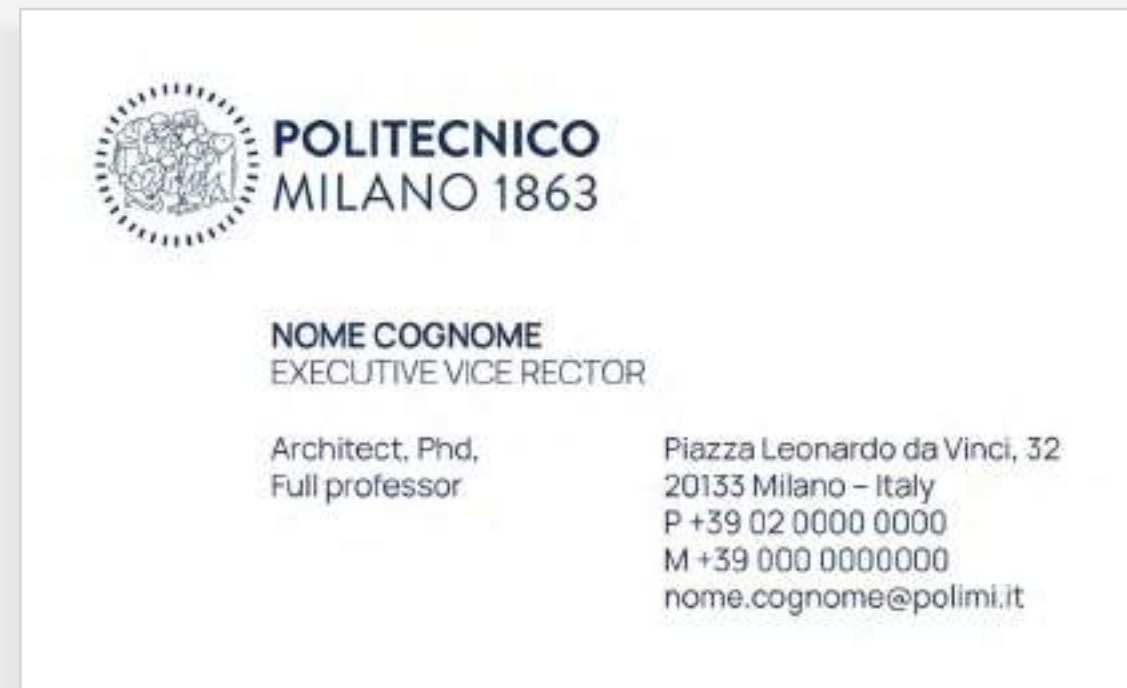 POLITECNICO
MILANO 1863
NOME COGNOME
EXECUTIVE VICE RECTOR
Architect, Phd,
Full professor
Piazza Leonardo da Vinci, 32
20133 Milano – Italy
P +39 02 0000 0000
M +39 000 0000000
nome.cognome@polimi.it